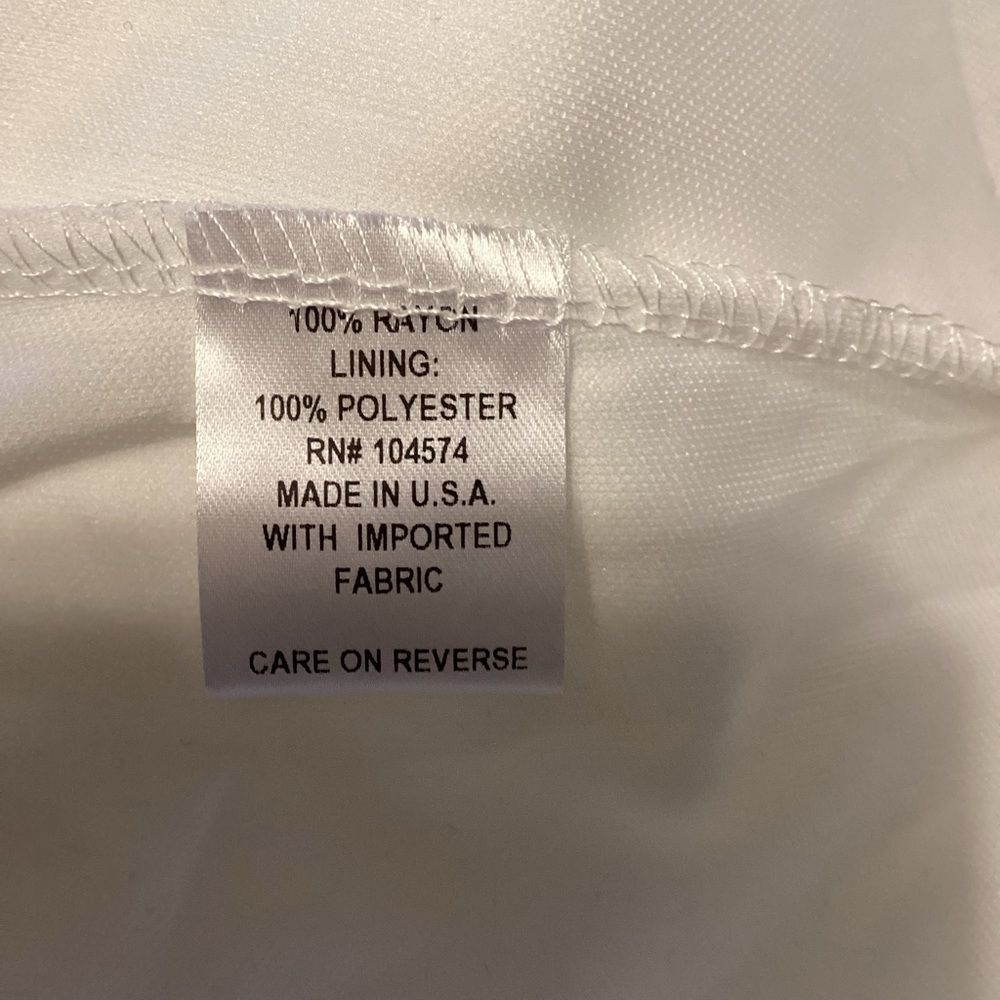 100% RAYON
LINING:
100% POLYESTER
RN# 104574
MADE IN U.S.A.
WITH IMPORTED
FABRIC
CARE ON REVERSE